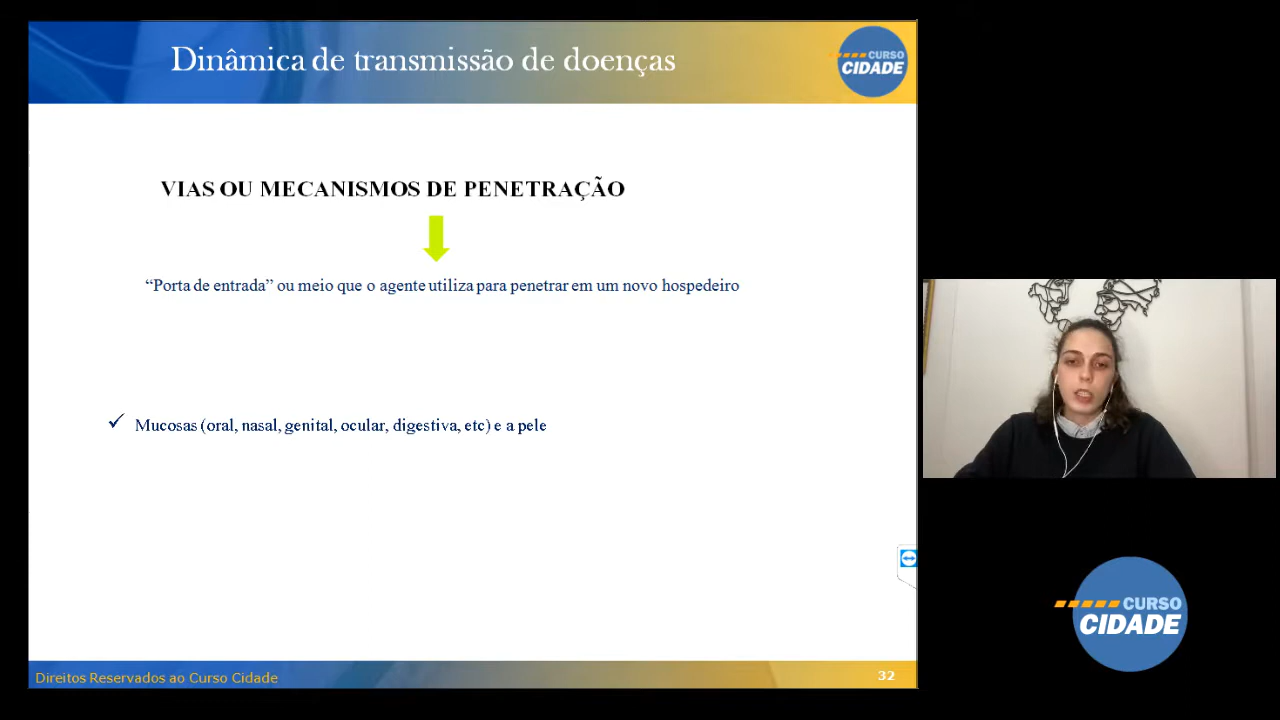 Dinâmica de transmissão de doenças
CURSO
CIDADE
VIAS OU MECANISMOS DE PENETRAÇÃO
“Porta de entrada” ou meio que o agente utiliza para penetrar em um novo hospedeiro
✓ Mucosas (oral, nasal, genital, ocular, digestiva, etc) e a pele
CURSO
CIDADE
Direitos Reservados ao Curso Cidade
32